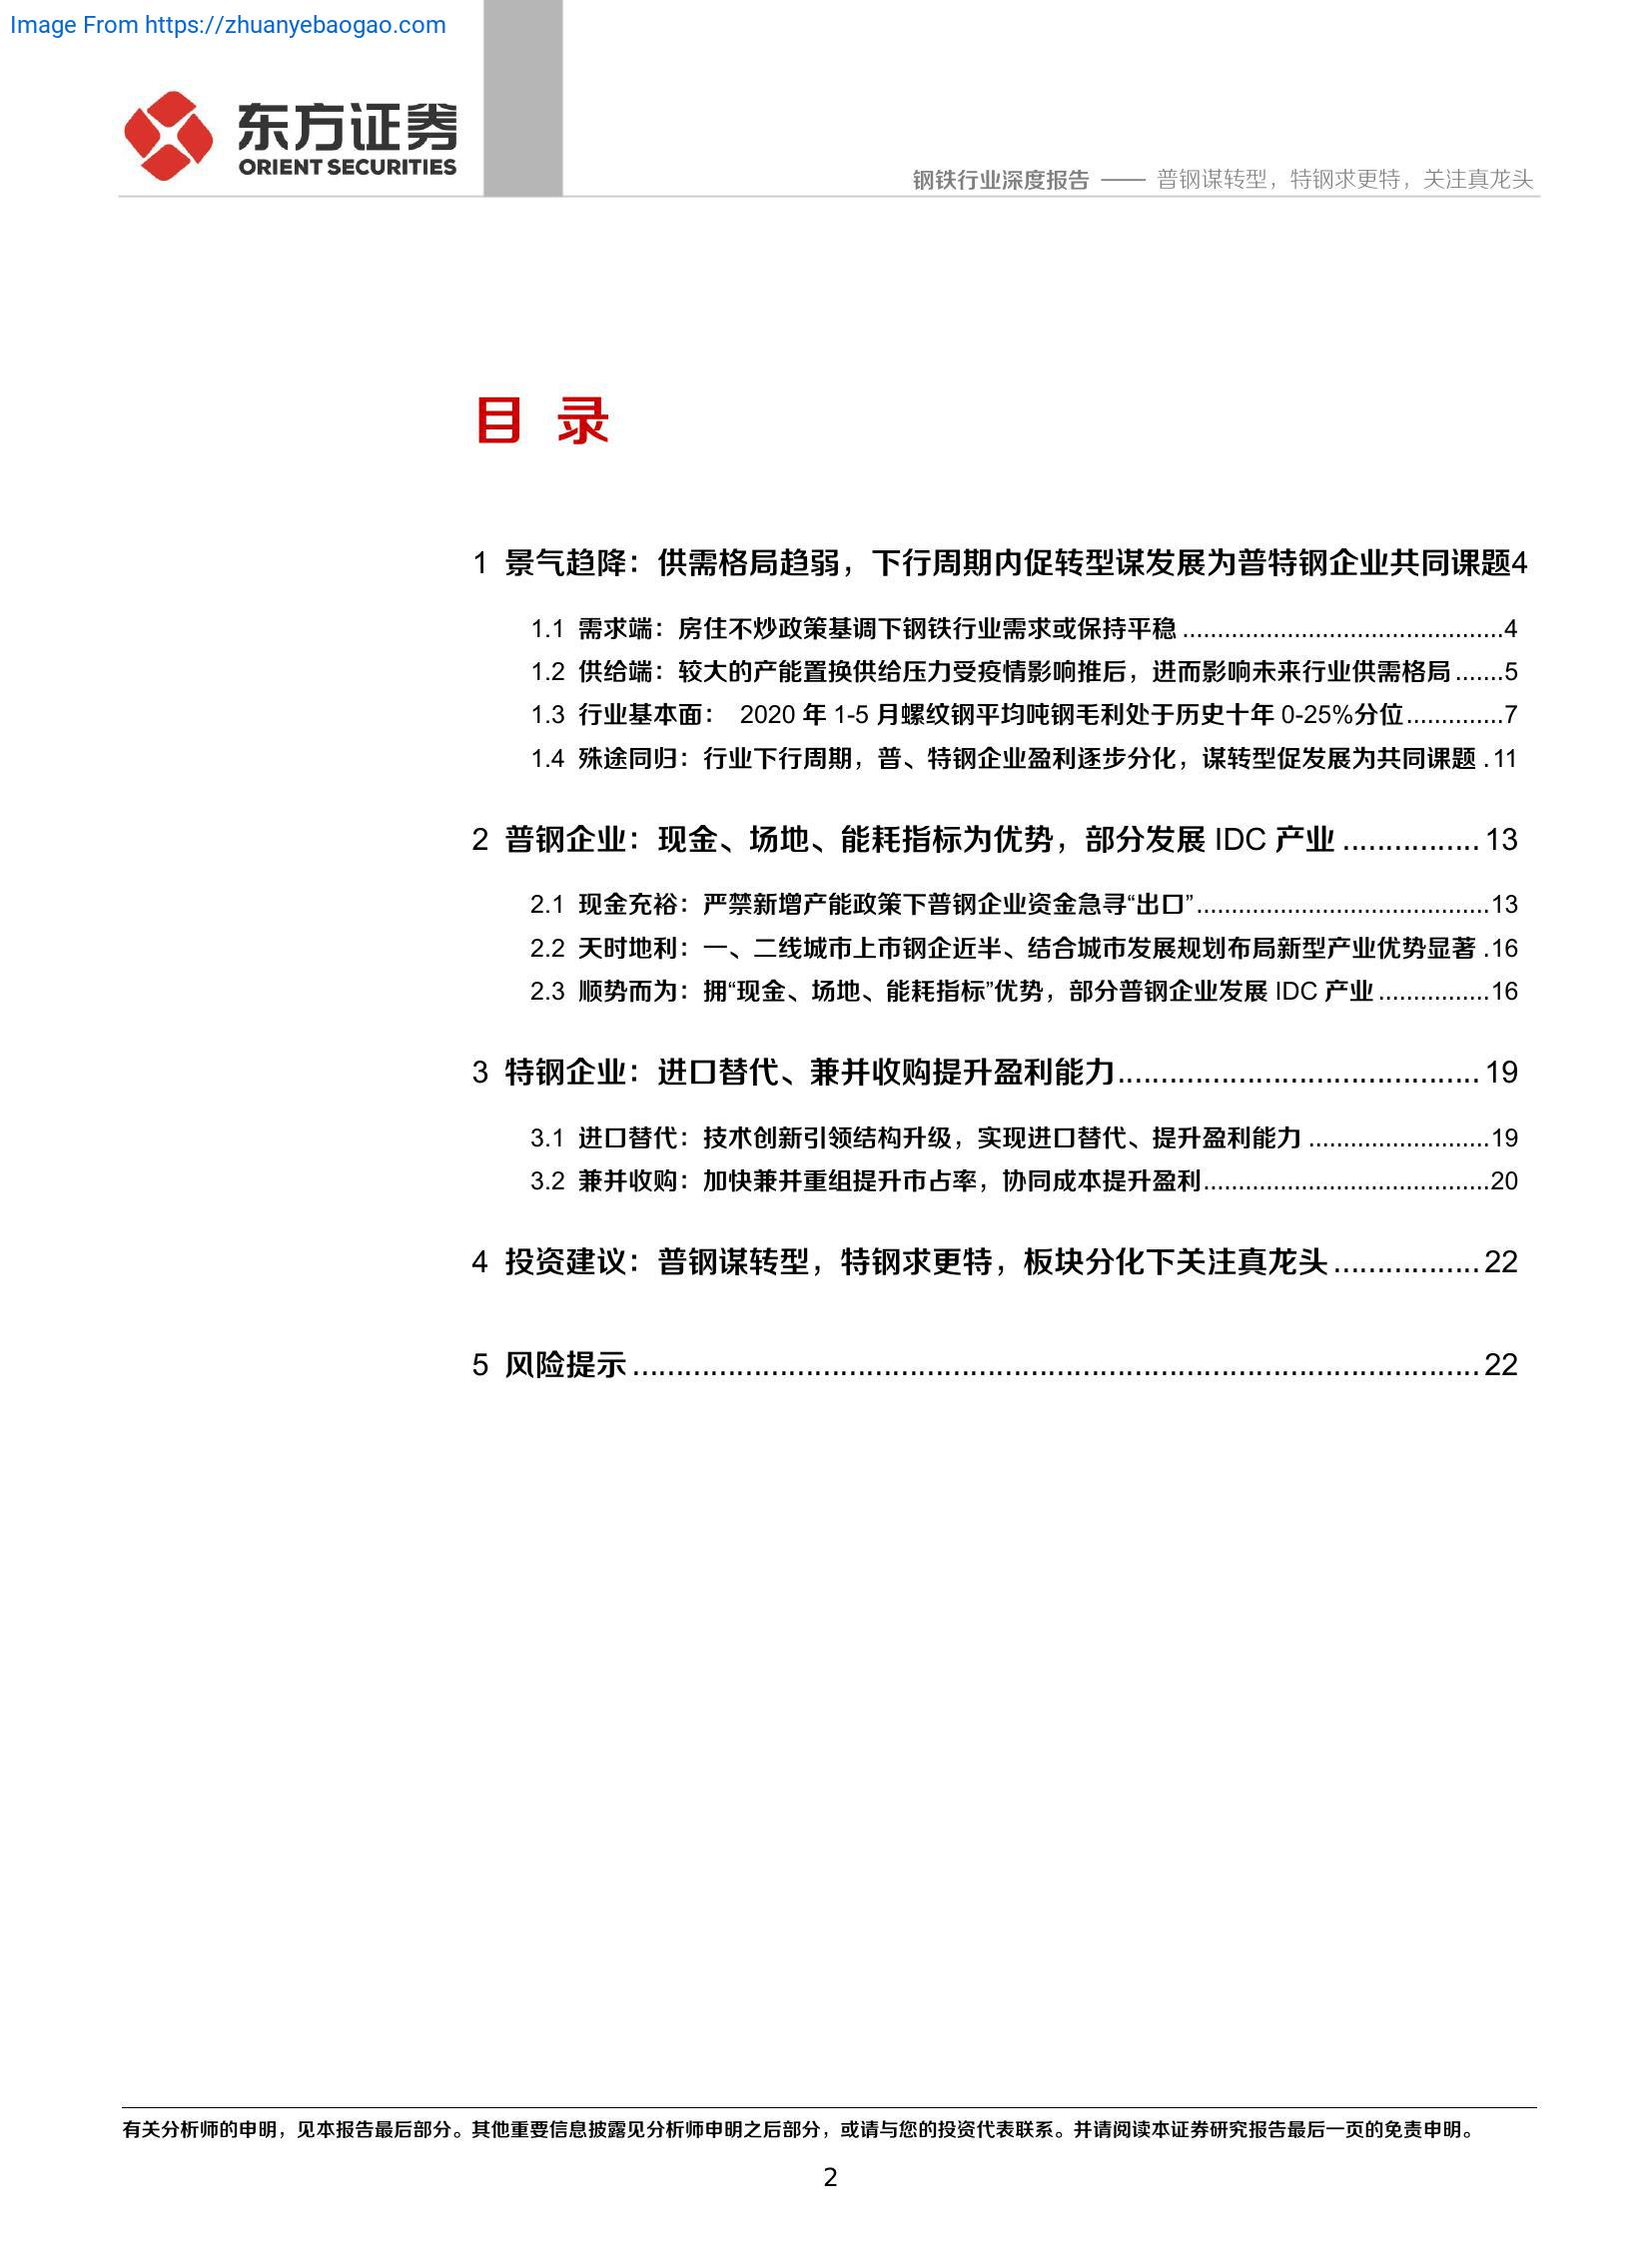 Image From https://zhuanyebaogao.com
东方证券
ORIENT SECURITIES
钢铁行业深度报告 —— 普钢谋转型，特钢求更特，关注真龙头
目 录
1 景气趋降：供需格局趋弱，下行周期内促转型谋发展为普特钢企业共同课题4
1.1 需求端：房住不炒政策基调下钢铁行业需求或保持平稳..............................................4
1.2 供给端：较大的产能置换供给压力受疫情影响推后，进而影响未来行业供需格局.......5
1.3 行业基本面： 2020 年 1-5 月螺纹钢平均吨钢毛利处于历史十年 0-25%分位..............7
1.4 殊途同归：行业下行周期，普、特钢企业盈利逐步分化，谋转型促发展为共同课题 .11
2 普钢企业：现金、场地、能耗指标为优势，部分发展 IDC 产业................13
2.1 现金充裕：严禁新增产能政策下普钢企业资金急寻“出口”..........................................13
2.2 天时地利：一、二线城市上市钢企近半、结合城市发展规划布局新型产业优势显著 .16
2.3 顺势而为：拥“现金、场地、能耗指标”优势，部分普钢企业发展 IDC 产业................16
3 特钢企业：进口替代、兼并收购提升盈利能力..........................................19
3.1 进口替代：技术创新引领结构升级，实现进口替代、提升盈利能力..........................19
3.2 兼并收购：加快兼并重组提升市占率，协同成本提升盈利.........................................20
4 投资建议：普钢谋转型，特钢求更特，板块分化下关注真龙头.................22
5 风险提示..................................................................................................22
有关分析师的申明，见本报告最后部分。其他重要信息披露见分析师申明之后部分，或请与您的投资代表联系。并请阅读本证券研究报告最后一页的免责申明。
2